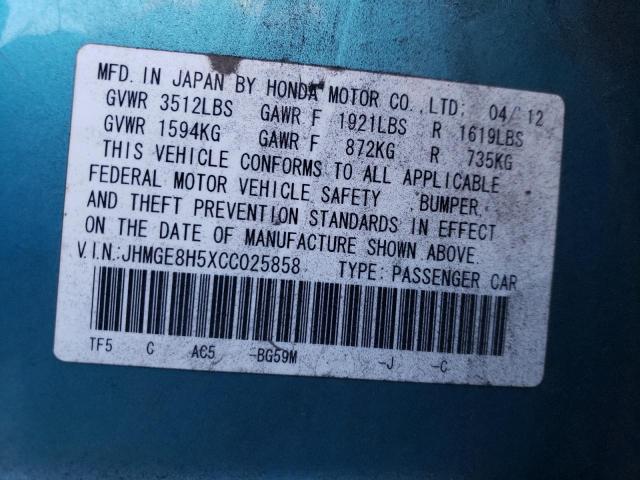 MFD. IN JAPAN BY HONDA MOTOR CO.,LTD; 04/12
GVWR 3512LBS GAWR F 1921LBS R 1619LBS
GVWR 1594KG GAWR F 872KG R 735KG
THIS VEHICLE CONFORMS TO ALL APPLICABLE
FEDERAL MOTOR VEHICLE SAFETY ,BUMPER,
AND THEFT PREVENTION STANDARDS IN EFFECT
ON THE DATE OF MANUFACTURE SHOWN ABOVE.
V.I.N.:JHMGE8H5XCC025858 TYPE: PASSENGER CAR
TF5 C AC5 -BG59M -J -C